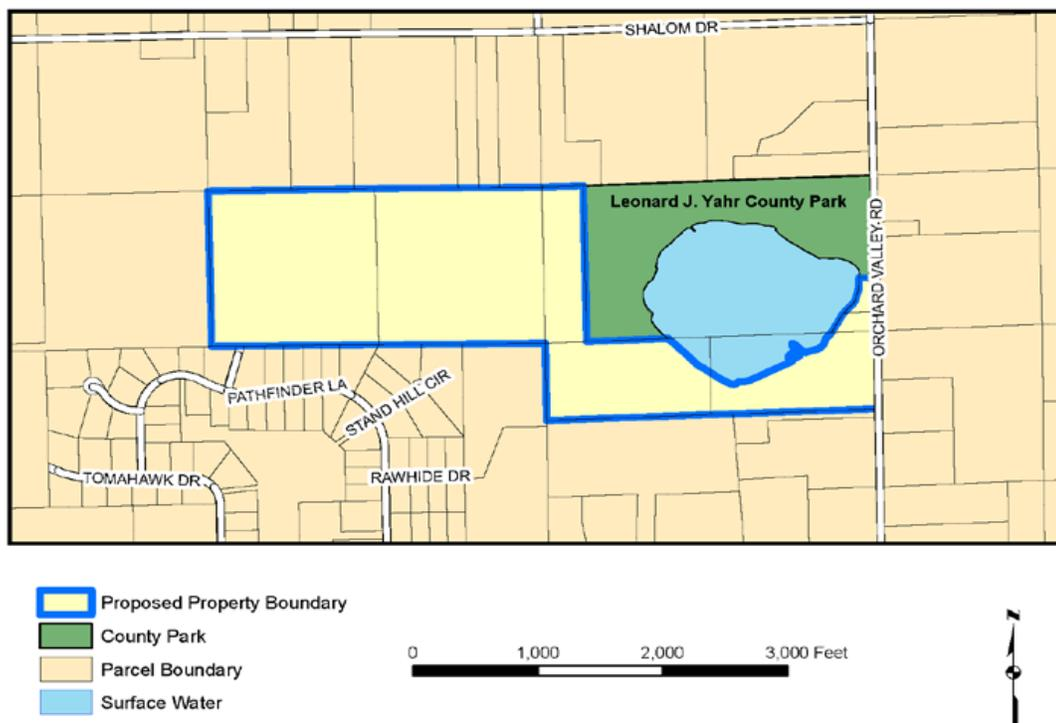 SHALOM DR
Leonard J. Yahr County Park
ORCHARD VALLEY RD
PATHFINDER LA
STAND HILL CIR
TOMAHAWK DR
RAWHIDE DR
Proposed Property Boundary
County Park
Parcel Boundary
Surface Water
0 1,000 2,000 3,000 Feet
N